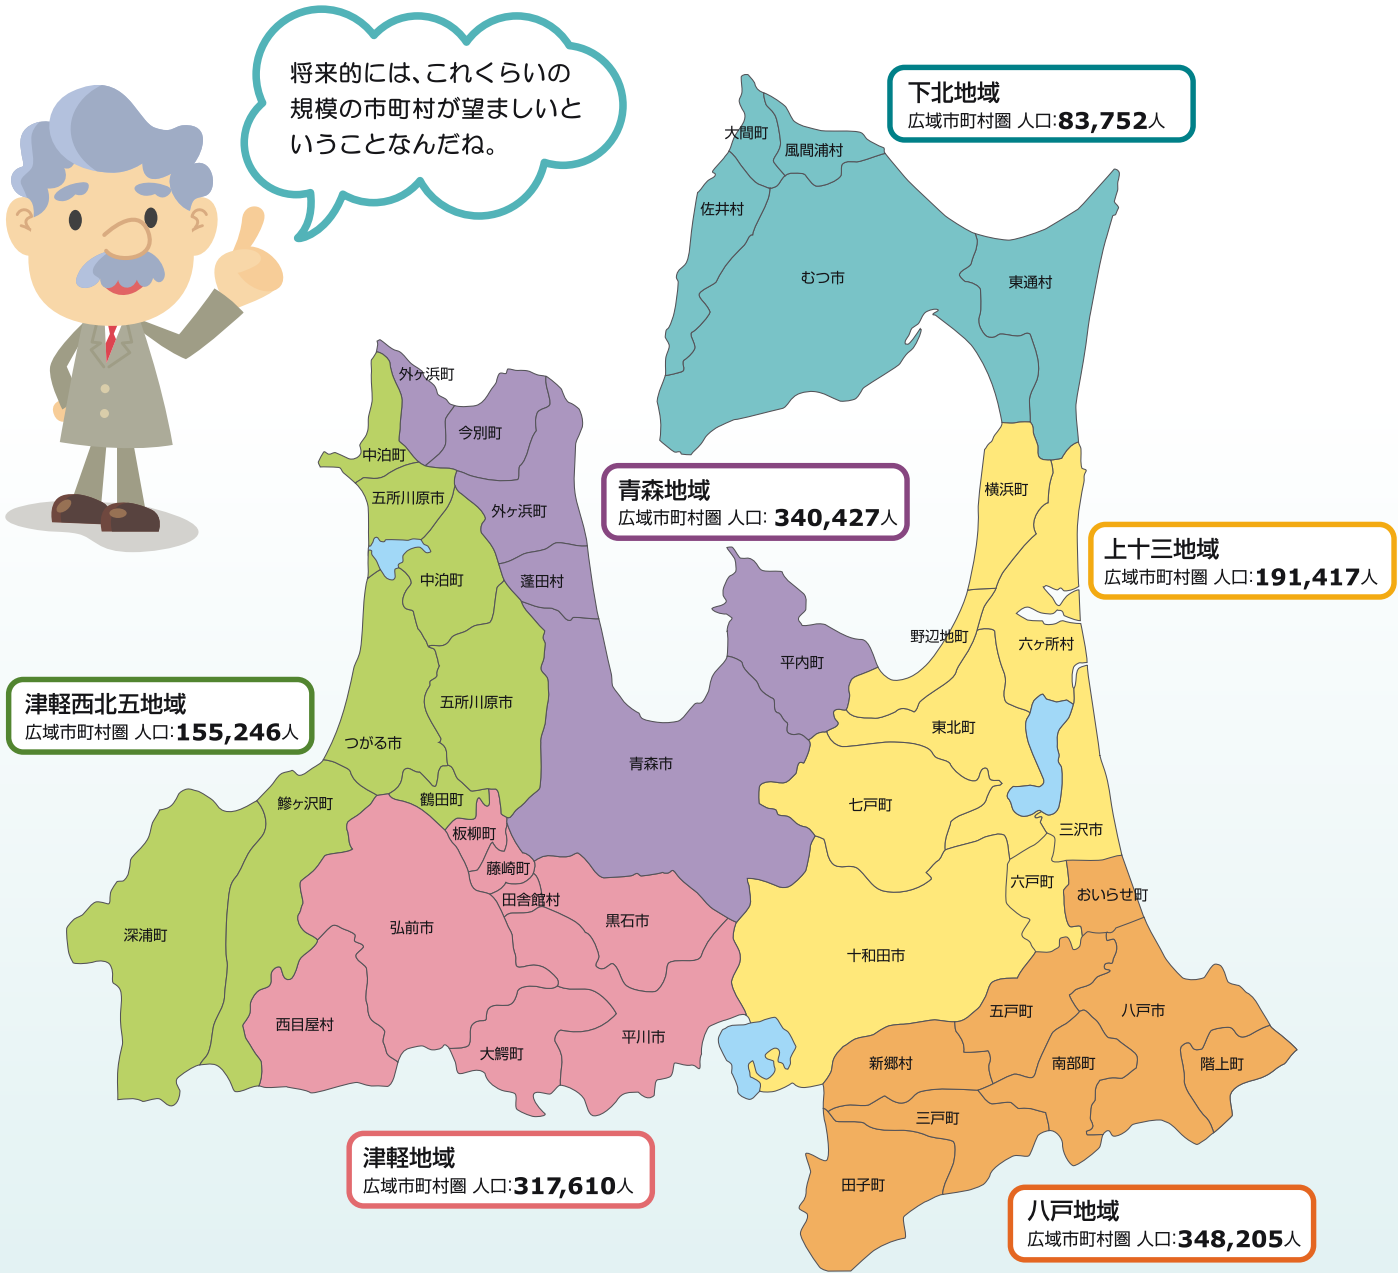 将来的には、これくらいの
規模の市町村が望ましいと
いうことなんだね。
下北地域
広域市町村圏 人口:83,752人
大間町
風間浦村
佐井村
むつ市
東通村
青森地域
広域市町村圏 人口: 340,427人
外ヶ浜町
今別町
外ヶ浜町
蓬田村
平内町
青森市
上十三地域
広域市町村圏 人口:191,417人
横浜町
野辺地町
六ヶ所村
東北町
七戸町
三沢市
六戸町
十和田市
津軽西北五地域
広域市町村圏 人口:155,246人
中泊町
五所川原市
中泊町
五所川原市
つがる市
鶴田町
鰺ヶ沢町
深浦町
津軽地域
広域市町村圏 人口:317,610人
板柳町
藤崎町
田舎館村
黒石市
弘前市
西目屋村
大鰐町
平川市
八戸地域
広域市町村圏 人口:348,205人
おいらせ町
五戸町
八戸市
新郷村
南部町
階上町
三戸町
田子町